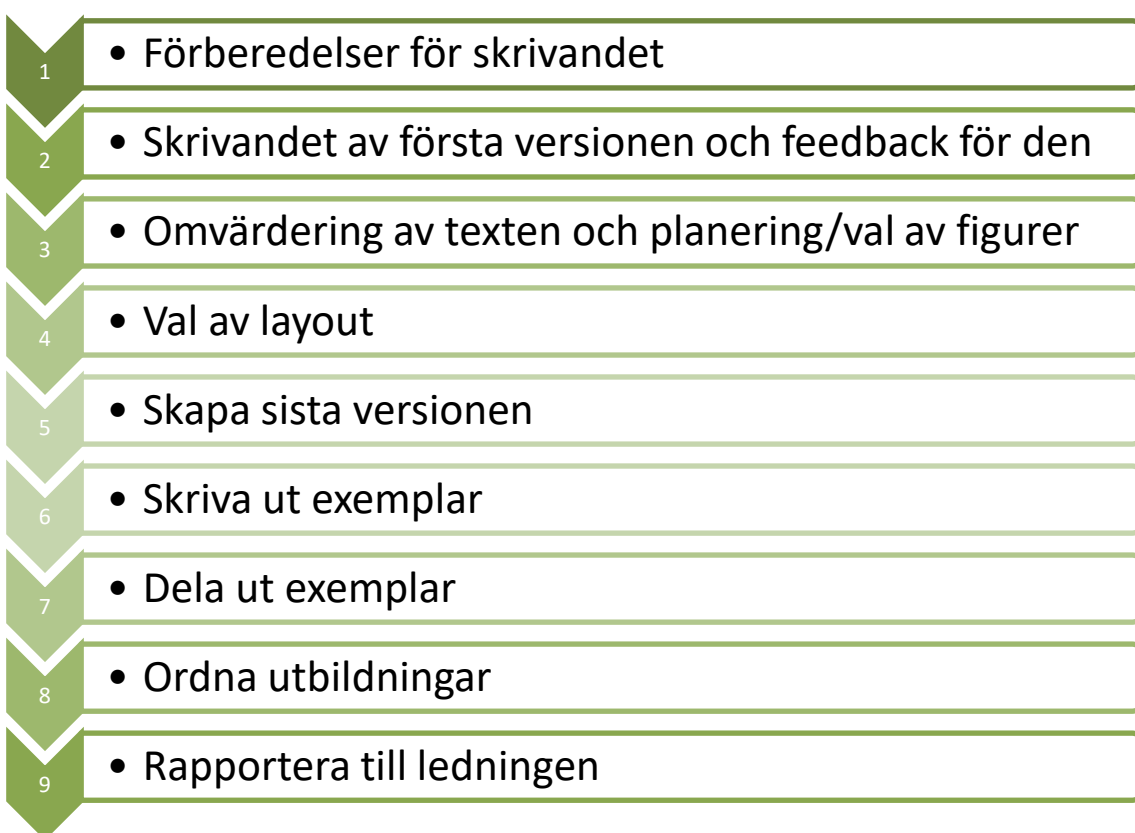 1
• Förberedelser för skrivandet
2
• Skrivandet av första versionen och feedback för den
3
• Omvärdering av texten och planering/val av figurer
4
• Val av layout
5
• Skapa sista versionen
6
• Skriva ut exemplar
7
• Dela ut exemplar
8
• Ordna utbildningar
9
• Rapportera till ledningen